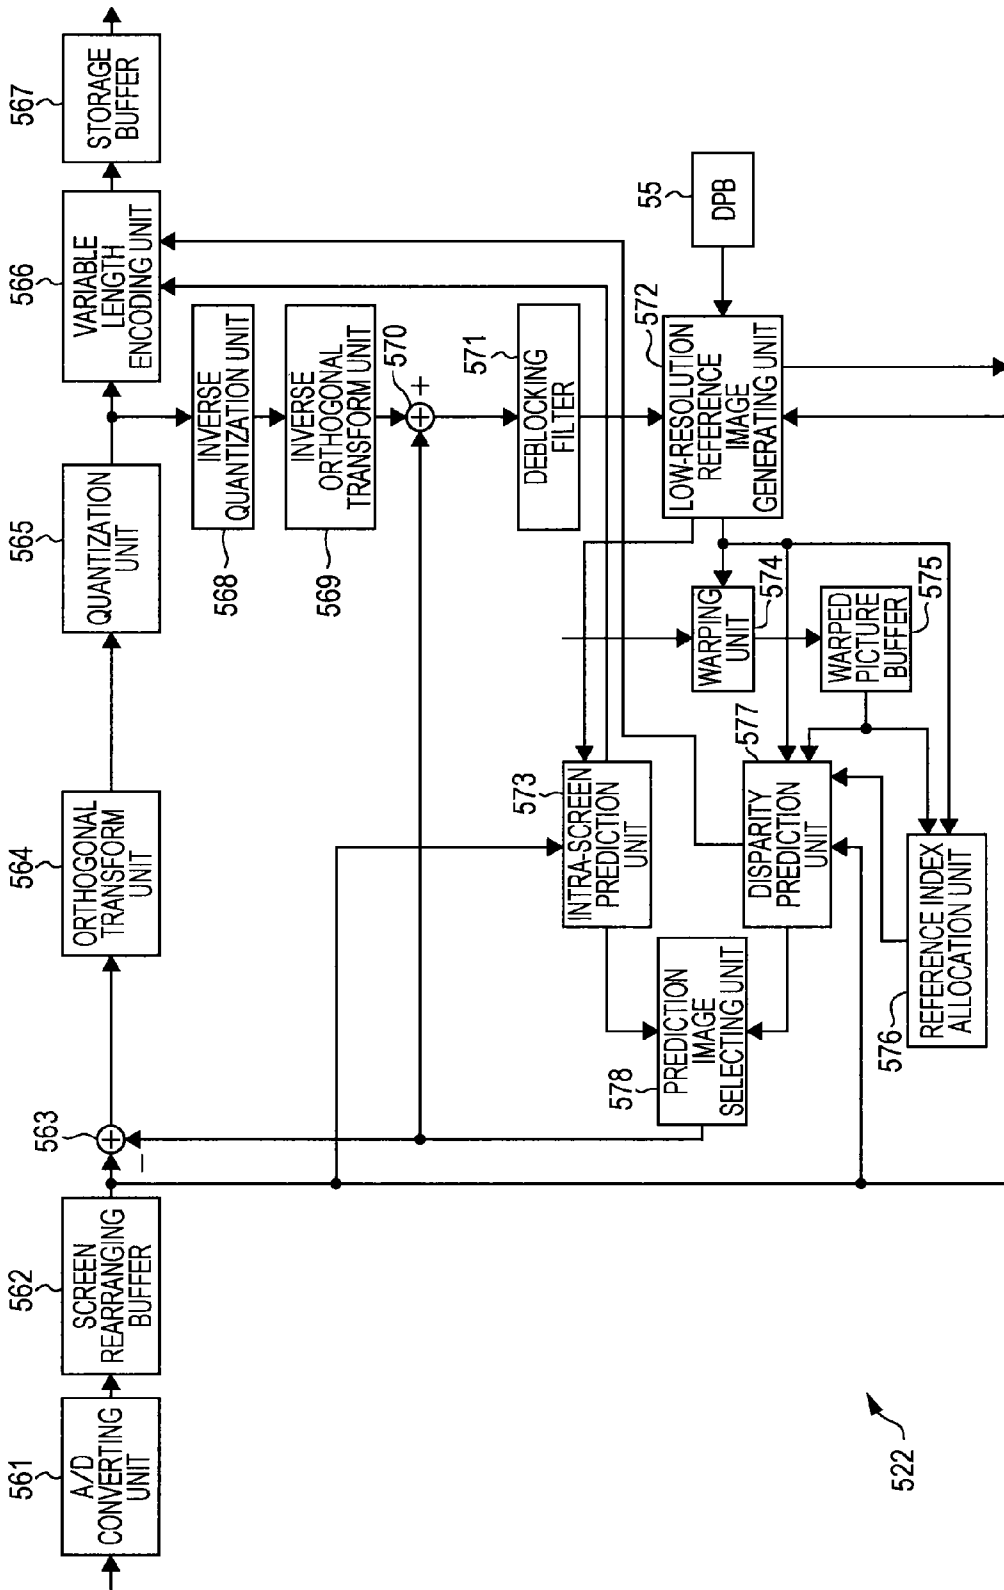 561
A/D
CONVERTING
UNIT
562
SCREEN
REARRANGING
BUFFER
563
−
564
ORTHOGONAL
TRANSFORM
UNIT
565
QUANTIZATION
UNIT
566
VARIABLE
LENGTH
ENCODING UNIT
567
STORAGE
BUFFER
568
INVERSE
QUANTIZATION UNIT
569
INVERSE
ORTHOGONAL
TRANSFORM UNIT
570
+
571
DEBLOCKING
FILTER
55
DPB
572
LOW-RESOLUTION
REFERENCE
IMAGE
GENERATING UNIT
573
INTRA-SCREEN
PREDICTION
UNIT
574
WARPING
UNIT
575
WARPED
PICTURE
BUFFER
577
DISPARITY
PREDICTION
UNIT
578
PREDICTION
IMAGE
SELECTING UNIT
576
REFERENCE INDEX
ALLOCATION UNIT
522